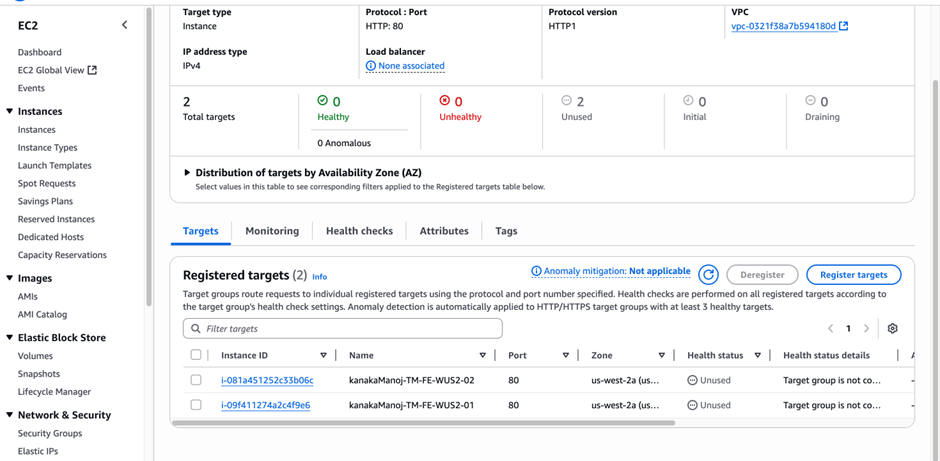 EC2
Dashboard
EC2 Global View
Events
Instances
Instances
Instance Types
Launch Templates
Spot Requests
Savings Plans
Reserved Instances
Dedicated Hosts
Capacity Reservations
Images
AMIs
AMI Catalog
Elastic Block Store
Volumes
Snapshots
Lifecycle Manager
Network & Security
Security Groups
Elastic IPs
Target type
Instance
Protocol : Port
HTTP: 80
Protocol version
HTTP1
VPC
vpc-0321f38a7b594180d
IP address type
IPv4
Load balancer
None associated
2
Total targets
0
Healthy
0 Anomalous
0
Unhealthy
2
Unused
0
Initial
0
Draining
Distribution of targets by Availability Zone (AZ)
Select values in this table to see corresponding filters applied to the Registered targets table below.
Targets Monitoring Health checks Attributes Tags
Registered targets (2) Info
Anomaly mitigation: Not applicable
Deregister
Register targets
Target groups route requests to individual registered targets using the protocol and port number specified. Health checks are performed on all registered targets according to
the target group's health check settings. Anomaly detection is automatically applied to HTTP/HTTPS target groups with at least 3 healthy targets.
Filter targets
1
Instance ID Name Port Zone Health status Health status details
i-081a451252c33b06c kanakaManoj-TM-FE-WUS2-02 80 us-west-2a (us... Unused Target group is not co...
i-09f411274a2c4f9e6 kanakaManoj-TM-FE-WUS2-01 80 us-west-2a (us... Unused Target group is not co...